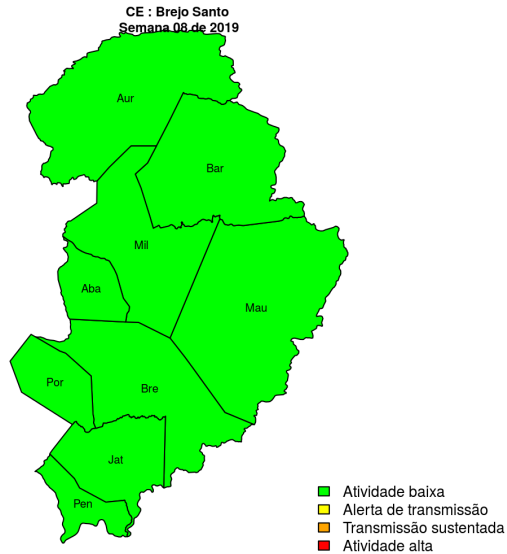 CE : Brejo Santo
Semana 08 de 2019
Aur
Bar
Mil
Aba
Mau
Por
Bre
Jat
Pen
Atividade baixa
Alerta de transmissão
Transmissão sustentada
Atividade alta